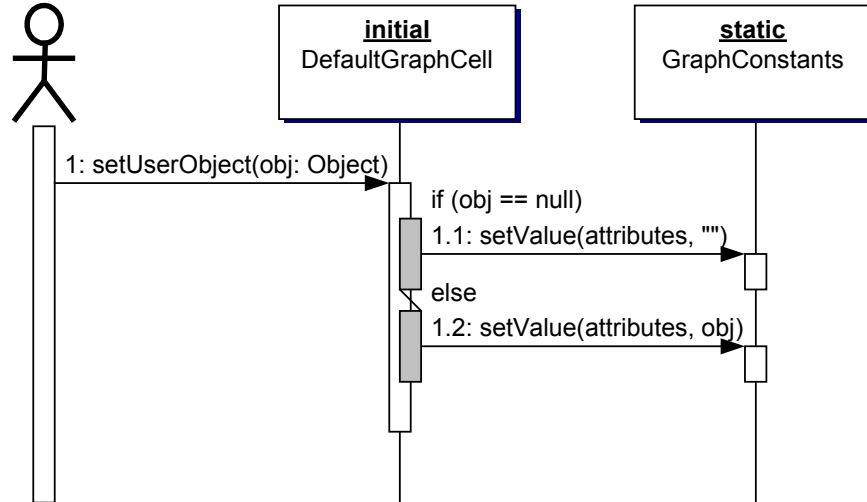 initial
DefaultGraphCell
static
GraphConstants
1: setUserObject(obj: Object)
if (obj == null)
1.1: setValue(attributes, "")
else
1.2: setValue(attributes, obj)